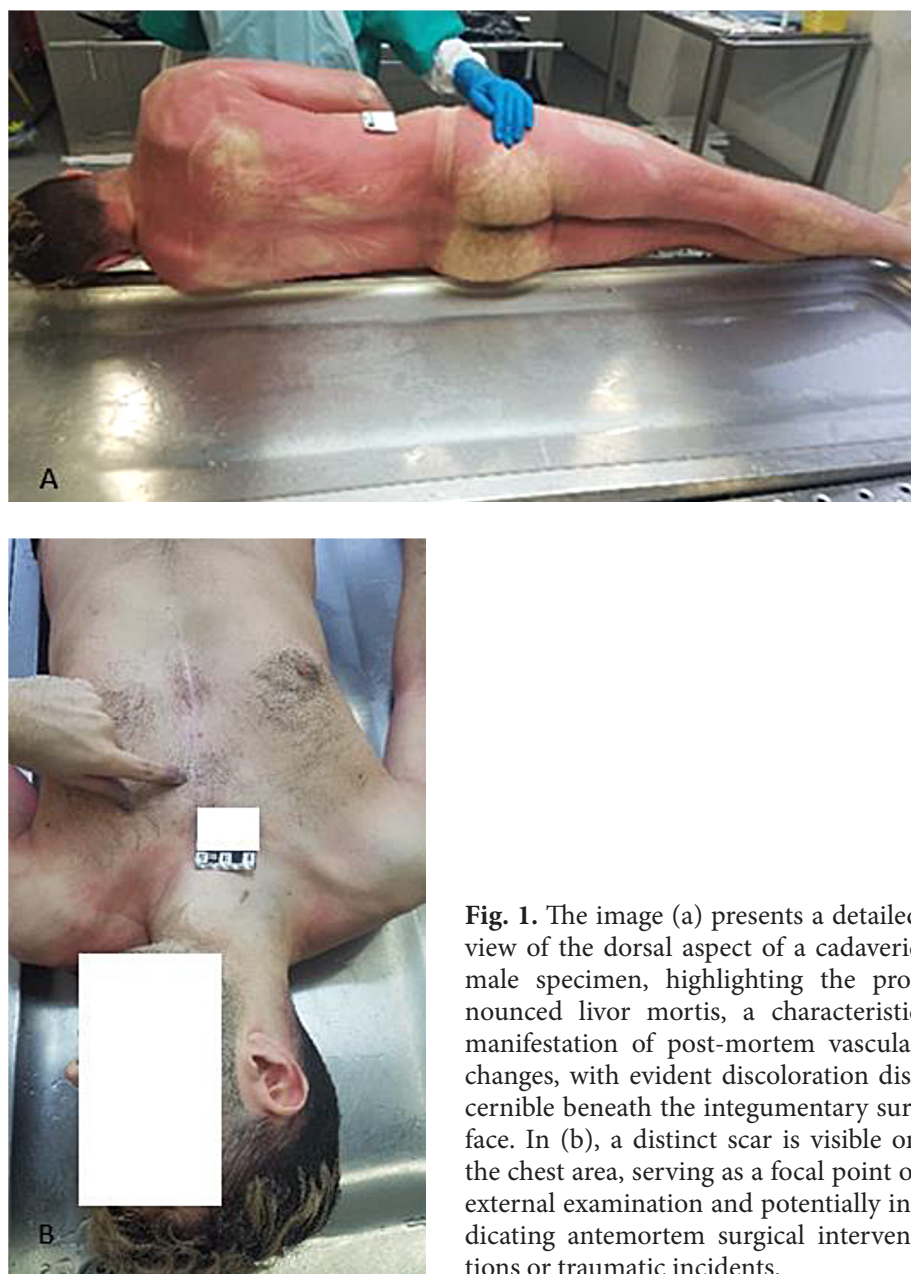 A
B
Fig. 1. The image (a) presents a detailed
view of the dorsal aspect of a cadaveric
male specimen, highlighting the pro
nounced livor mortis, a characteristic
manifestation of post-mortem vascula
changes, with evident discoloration dis
cernible beneath the integumentary sur
face. In (b), a distinct scar is visible on
the chest area, serving as a focal point o
external examination and potentially in
dicating antemortem surgical interven
tions or traumatic incidents.